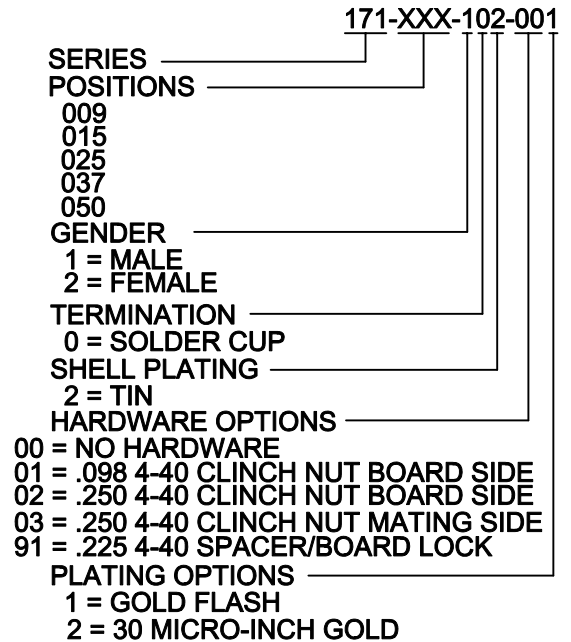 171-XXX-102-001
SERIES
POSITIONS
009
015
025
037
050
GENDER
1 = MALE
2 = FEMALE
TERMINATION
0 = SOLDER CUP
SHELL PLATING
2 = TIN
HARDWARE OPTIONS
00 = NO HARDWARE
01 = .098 4-40 CLINCH NUT BOARD SIDE
02 = .250 4-40 CLINCH NUT BOARD SIDE
03 = .250 4-40 CLINCH NUT MATING SIDE
91 = .225 4-40 SPACER/BOARD LOCK
PLATING OPTIONS
1 = GOLD FLASH
2 = 30 MICRO-INCH GOLD